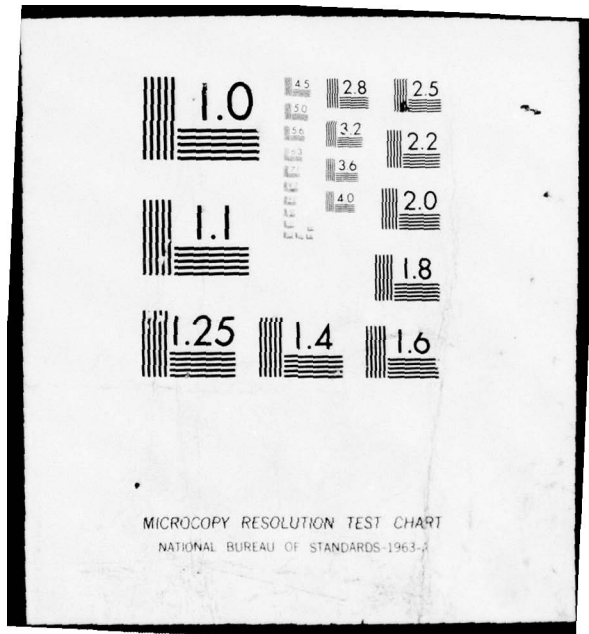 1.0
4.5 2.8 2.5
5.0
5.6 3.2 2.2
6.3 3.6
4.0 2.0
1.1
1.8
1.25 1.4 1.6
MICROCOPY RESOLUTION TEST CHART
NATIONAL BUREAU OF STANDARDS-1963-A